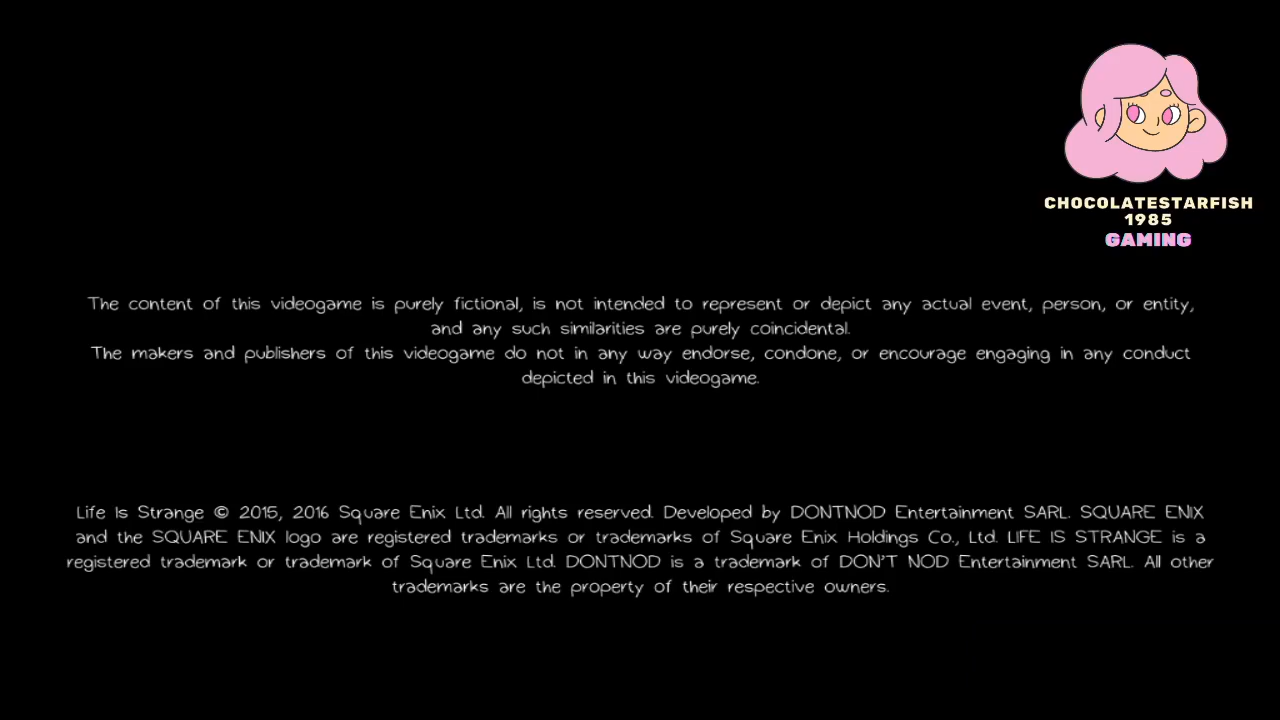 CHOCOLATESTARFISH
1985
GAMING
The content of this videogame is purely fictional, is not intended to represent or depict any actual event, person, or entity,
and any such similarities are purely coincidental.
The makers and publishers of this videogame do not in any way endorse, condone, or encourage engaging in any conduct
depicted in this videogame.
Life Is Strange © 2015, 2016 Square Enix Ltd. All rights reserved. Developed by DONTNOD Entertainment SARL. SQUARE ENIX
and the SQUARE ENIX logo are registered trademarks or trademarks of Square Enix Holdings Co., Ltd. LIFE IS STRANGE is a
registered trademark or trademark of Square Enix Ltd. DONTNOD is a trademark of DON'T NOD Entertainment SARL. All other
trademarks are the property of their respective owners.